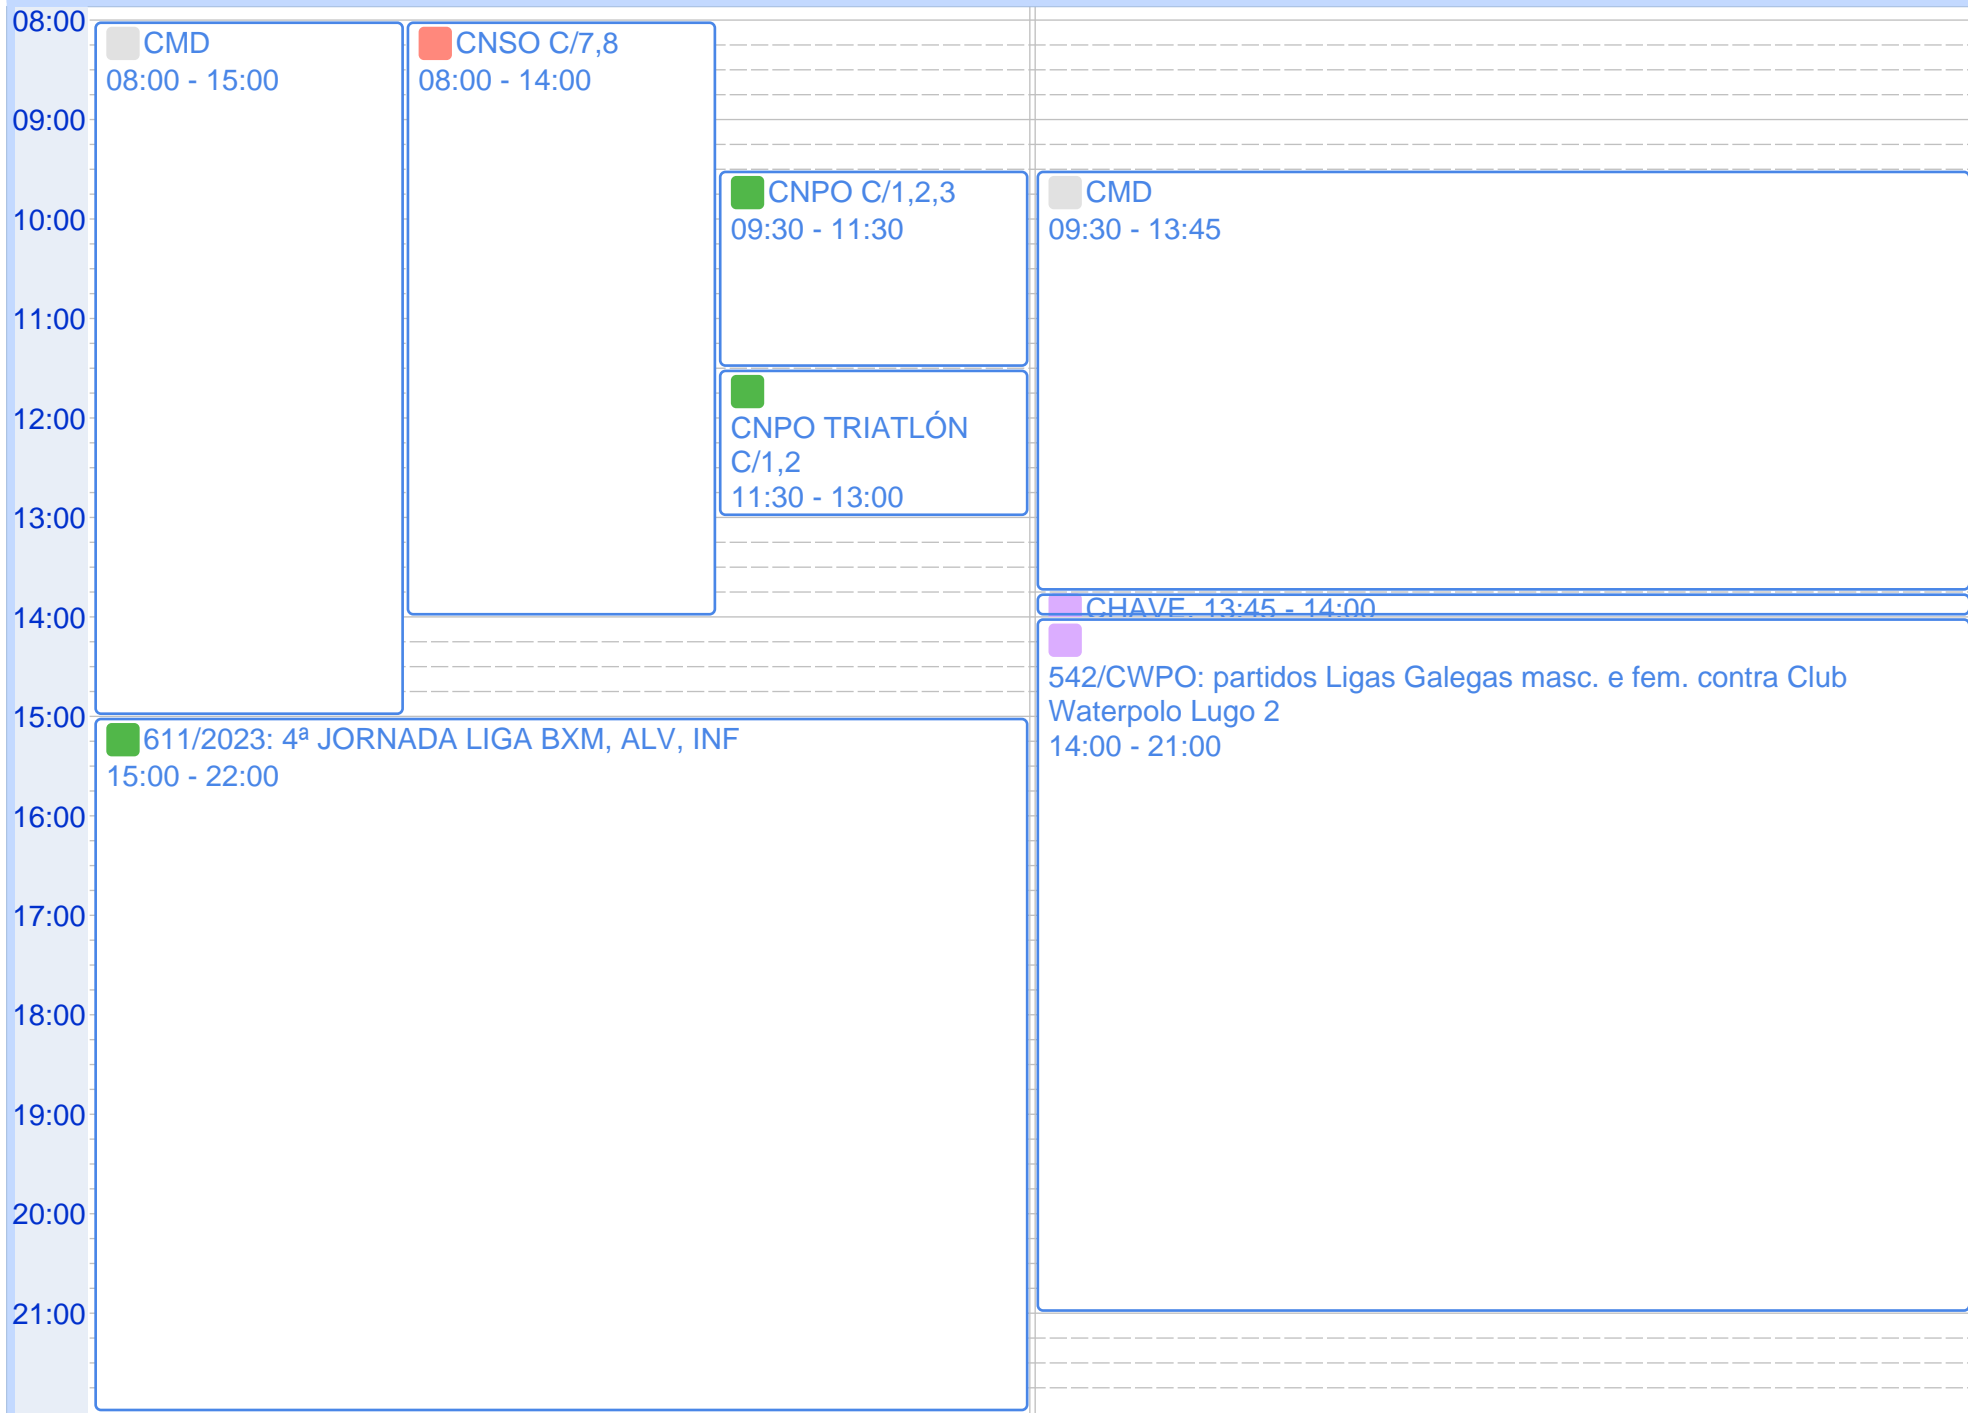 08:00
09:00
10:00
11:00
12:00
13:00
14:00
15:00
16:00
17:00
18:00
19:00
20:00
21:00
CMD
08:00 - 15:00
CNSO C/7,8
08:00 - 14:00
CNPO C/1,2,3
09:30 - 11:30
CNPO TRIATLÓN
C/1,2
11:30 - 13:00
611/2023: 4ª JORNADA LIGA BXM, ALV, INF
15:00 - 22:00
CMD
09:30 - 13:45
CHAVE, 13:45 - 14:00
542/CWPO: partidos Ligas Galegas masc. e fem. contra Club
Waterpolo Lugo 2
14:00 - 21:00